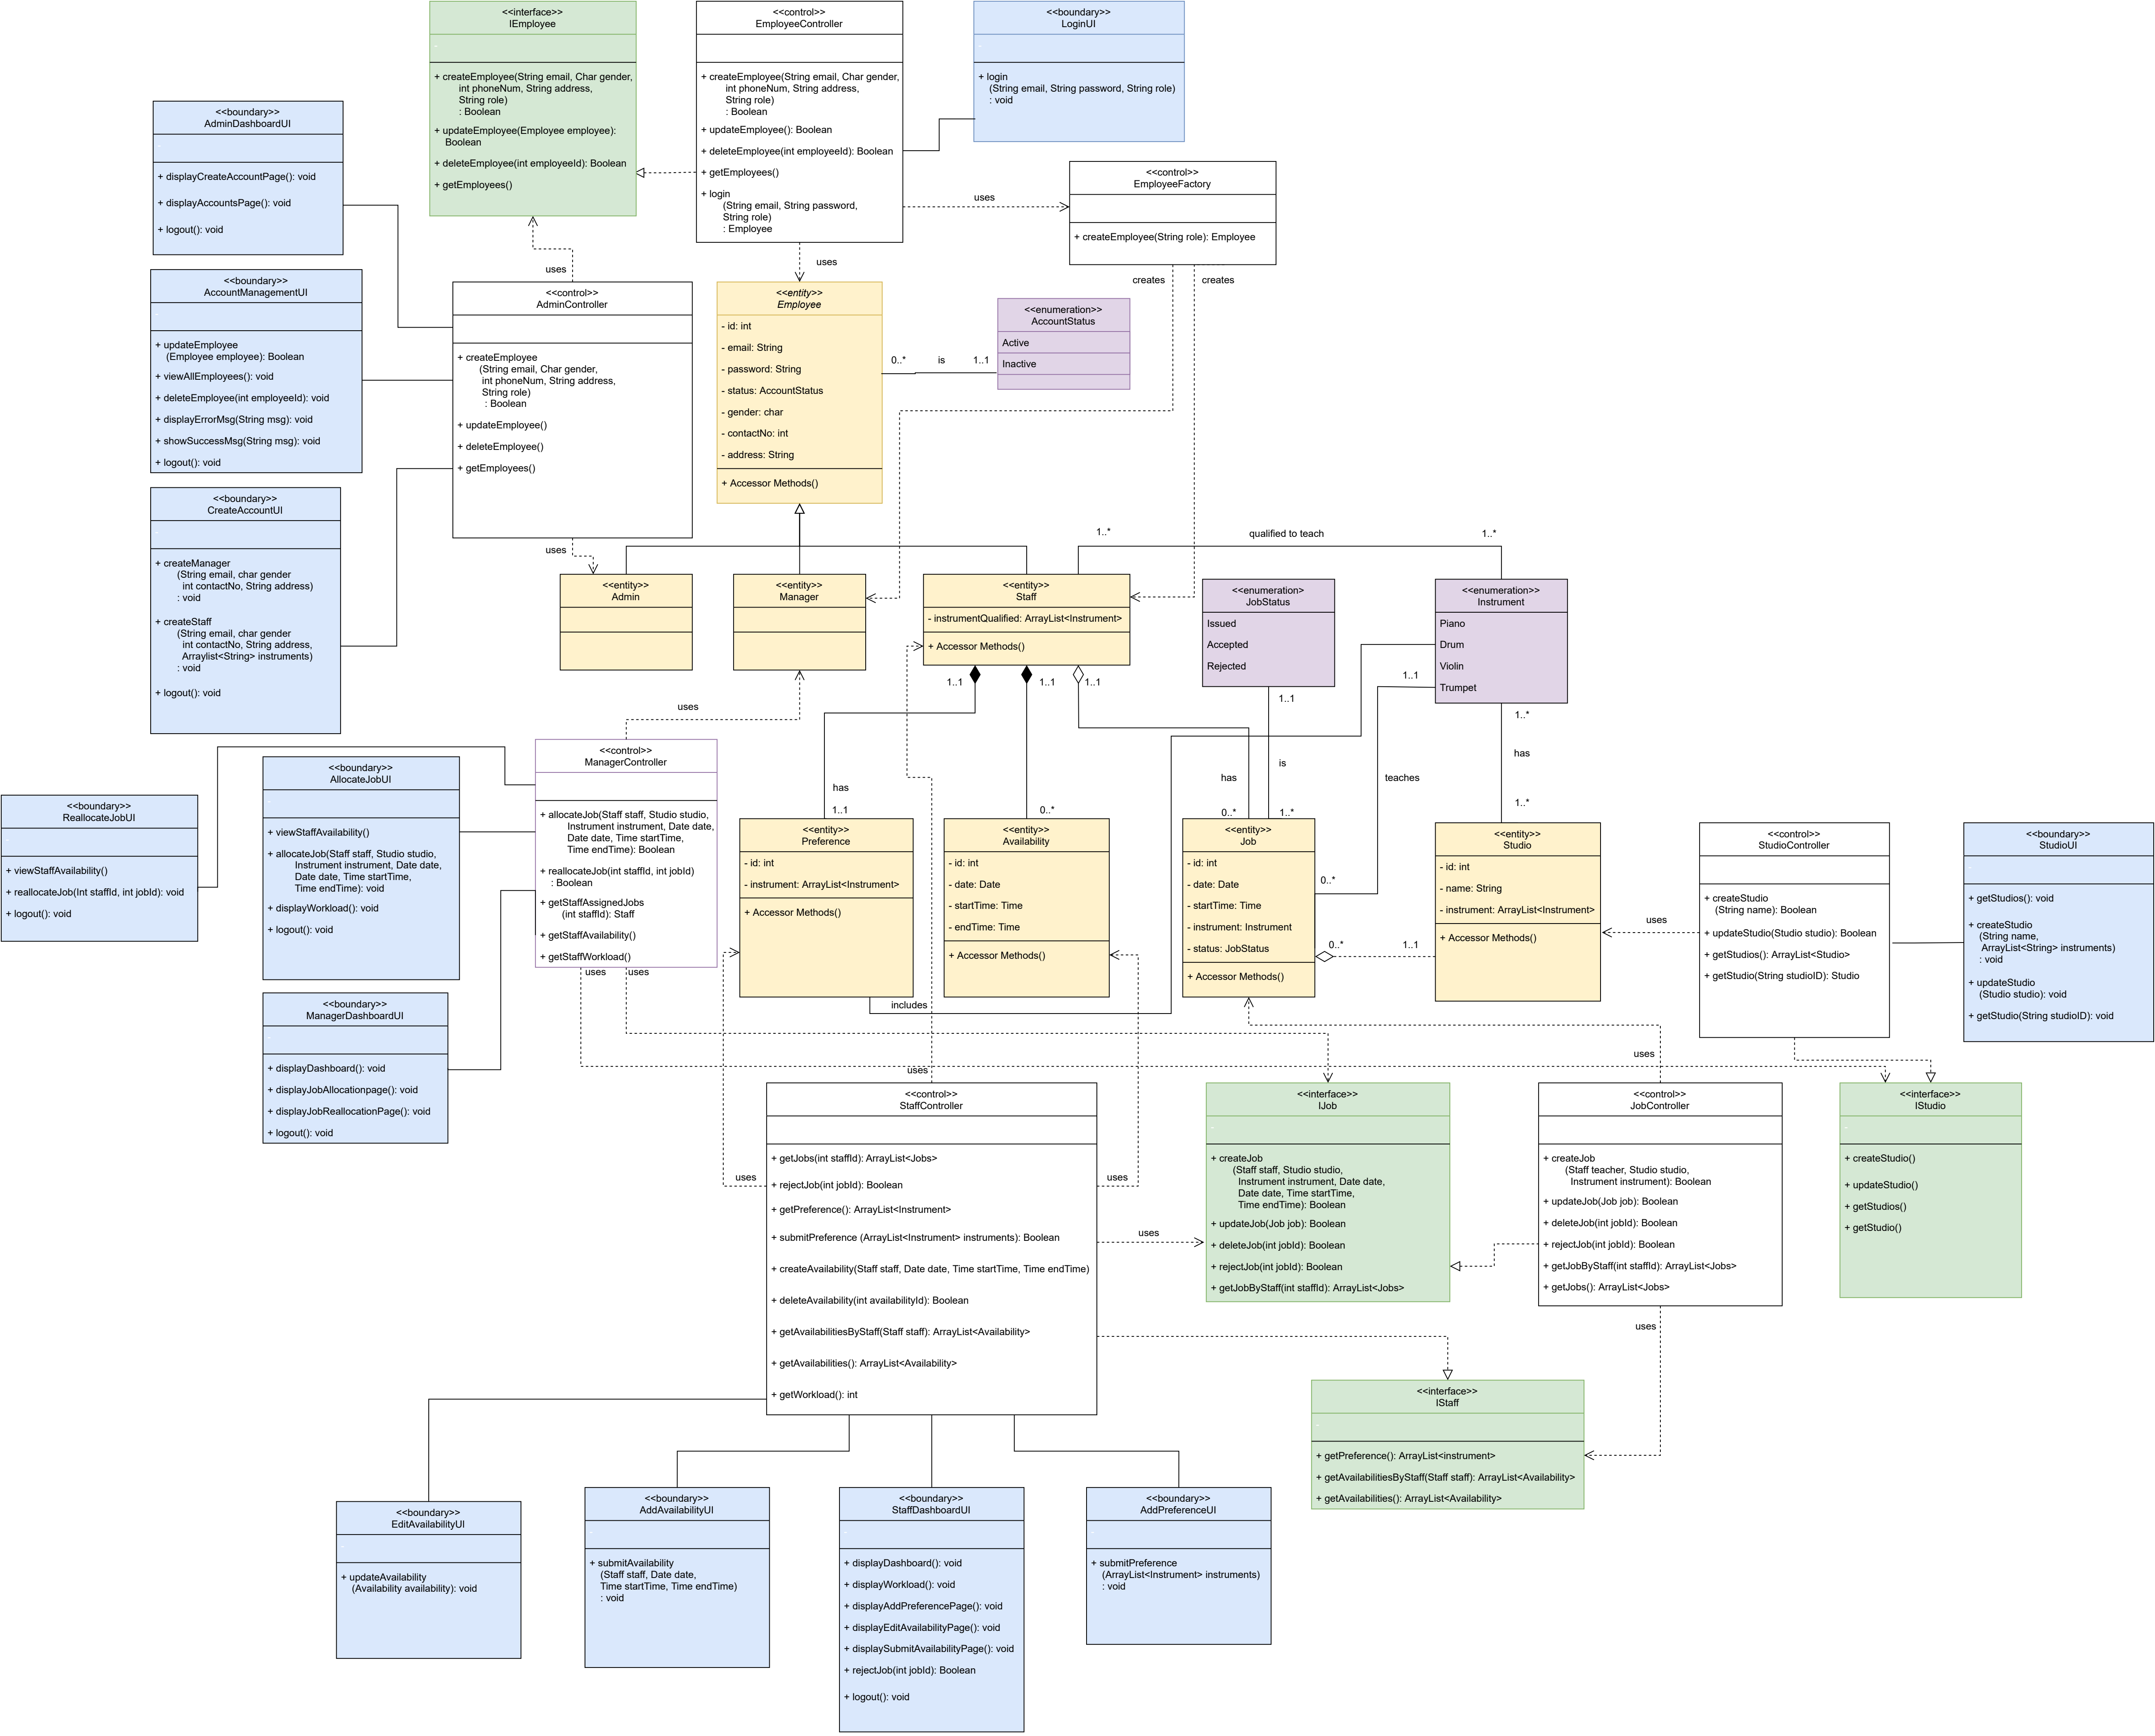 <<interface>>
IEmployee
+ createEmployee(String email, Char gender,
int phoneNum, String address,
String role)
: Boolean
+ updateEmployee(Employee employee):
Boolean
+ deleteEmployee(int employeeId): Boolean
+ getEmployees()
<<control>>
EmployeeController
+ createEmployee(String email, Char gender,
int phoneNum, String address,
String role)
: Boolean
+ updateEmployee(): Boolean
+ deleteEmployee(int employeeId): Boolean
+ getEmployees()
+ login
(String email, String password,
String role)
: Employee
<<boundary>>
LoginUI
+ login
(String email, String password, String role)
: void
<<boundary>>
AdminDashboardUI
+ displayCreateAccountPage(): void
+ displayAccountsPage(): void
+ logout(): void
<<control>>
EmployeeFactory
+ createEmployee(String role): Employee
uses
uses
uses
creates
creates
<<boundary>>
AccountManagementUI
+ updateEmployee
(Employee employee): Boolean
+ viewAllEmployees(): void
+ deleteEmployee(int employeeId): void
+ displayErrorMsg(String msg): void
+ showSuccessMsg(String msg): void
+ logout(): void
<<control>>
AdminController
+ createEmployee
(String email, Char gender,
int phoneNum, String address,
String role)
: Boolean
+ updateEmployee()
+ deleteEmployee()
+ getEmployees()
<<entity>>
Employee
- id: int
- email: String
- password: String
- status: AccountStatus
- gender: char
- contactNo: int
- address: String
+ Accessor Methods()
0..*
is
1..1
<<enumeration>>
AccountStatus
Active
Inactive
<<boundary>>
CreateAccountUI
+ createManager
(String email, char gender
int contactNo, String address)
: void
+ createStaff
(String email, char gender
int contactNo, String address,
Arraylist<String> instruments)
: void
+ logout(): void
uses
1..*
qualified to teach
1..*
<<entity>>
Admin
<<entity>>
Manager
<<entity>>
Staff
- instrumentQualified: ArrayList<Instrument>
+ Accessor Methods()
<<enumeration>
JobStatus
Issued
Accepted
Rejected
<<enumeration>>
Instrument
Piano
Drum
Violin
Trumpet
1..1
1..1
1..1
1..1
1..1
uses
1..*
has
1..*
has
1..1
0..*
has
0..*
is
1..*
teaches
<<boundary>>
ReallocateJobUI
+ viewStaffAvailability()
+ reallocateJob(Int staffId, int jobId): void
+ logout(): void
<<boundary>>
AllocateJobUI
+ viewStaffAvailability()
+ allocateJob(Staff staff, Studio studio,
Instrument instrument, Date date,
Date date, Time startTime,
Time endTime): void
+ displayWorkload(): void
+ logout(): void
<<control>>
ManagerController
+ allocateJob(Staff staff, Studio studio,
Instrument instrument, Date date,
Date date, Time startTime,
Time endTime): Boolean
+ reallocateJob(int staffId, int jobId)
: Boolean
+ getStaffAssignedJobs
(int staffId): Staff
+ getStaffAvailability()
+ getStaffWorkload()
uses
uses
<<entity>>
Preference
- id: int
- instrument: ArrayList<Instrument>
+ Accessor Methods()
<<entity>>
Availability
- id: int
- date: Date
- startTime: Time
- endTime: Time
+ Accessor Methods()
<<entity>>
Job
- id: int
- date: Date
- startTime: Time
- instrument: Instrument
- status: JobStatus
+ Accessor Methods()
0..*
0..*
1..1
<<entity>>
Studio
- id: int
- name: String
- instrument: ArrayList<Instrument>
+ Accessor Methods()
uses
<<control>>
StudioController
+ createStudio
(String name): Boolean
+ updateStudio(Studio studio): Boolean
+ getStudios(): ArrayList<Studio>
+ getStudio(String studioID): Studio
<<boundary>>
StudioUI
+ getStudios(): void
+ createStudio
(String name,
ArrayList<String> instruments)
: void
+ updateStudio
(Studio studio): void
+ getStudio(String studioID): void
includes
<<boundary>>
ManagerDashboardUI
+ displayDashboard(): void
+ displayJobAllocationpage(): void
+ displayJobReallocationPage(): void
+ logout(): void
uses
uses
<<control>>
StaffController
+ getJobs(int staffId): ArrayList<Jobs>
+ rejectJob(int jobId): Boolean
+ getPreference(): ArrayList<Instrument>
+ submitPreference (ArrayList<Instrument> instruments): Boolean
+ createAvailability(Staff staff, Date date, Time startTime, Time endTime)
+ deleteAvailability(int availabilityId): Boolean
+ getAvailabilitiesByStaff(Staff staff): ArrayList<Availability>
+ getAvailabilities(): ArrayList<Availability>
+ getWorkload(): int
uses
uses
uses
<<interface>>
IJob
+ createJob
(Staff staff, Studio studio,
Instrument instrument, Date date,
Date date, Time startTime,
Time endTime): Boolean
+ updateJob(Job job): Boolean
+ deleteJob(int jobId): Boolean
+ rejectJob(int jobId): Boolean
+ getJobByStaff(int staffId): ArrayList<Jobs>
<<control>>
JobController
+ createJob
(Staff teacher, Studio studio,
Instrument instrument): Boolean
+ updateJob(Job job): Boolean
+ deleteJob(int jobId): Boolean
+ rejectJob(int jobId): Boolean
+ getJobByStaff(int staffId): ArrayList<Jobs>
+ getJobs(): ArrayList<Jobs>
<<interface>>
IStudio
+ createStudio()
+ updateStudio()
+ getStudios()
+ getStudio()
uses
<<interface>>
IStaff
+ getPreference(): ArrayList<instrument>
+ getAvailabilitiesByStaff(Staff staff): ArrayList<Availability>
+ getAvailabilities(): ArrayList<Availability>
<<boundary>>
EditAvailabilityUI
+ updateAvailability
(Availability availability): void
<<boundary>>
AddAvailabilityUI
+ submitAvailability
(Staff staff, Date date,
Time startTime, Time endTime)
: void
<<boundary>>
StaffDashboardUI
+ displayDashboard(): void
+ displayWorkload(): void
+ displayAddPreferencePage(): void
+ displayEditAvailabilityPage(): void
+ displaySubmitAvailabilityPage(): void
+ rejectJob(int jobId): Boolean
+ logout(): void
<<boundary>>
AddPreferenceUI
+ submitPreference
(ArrayList<Instrument> instruments)
: void